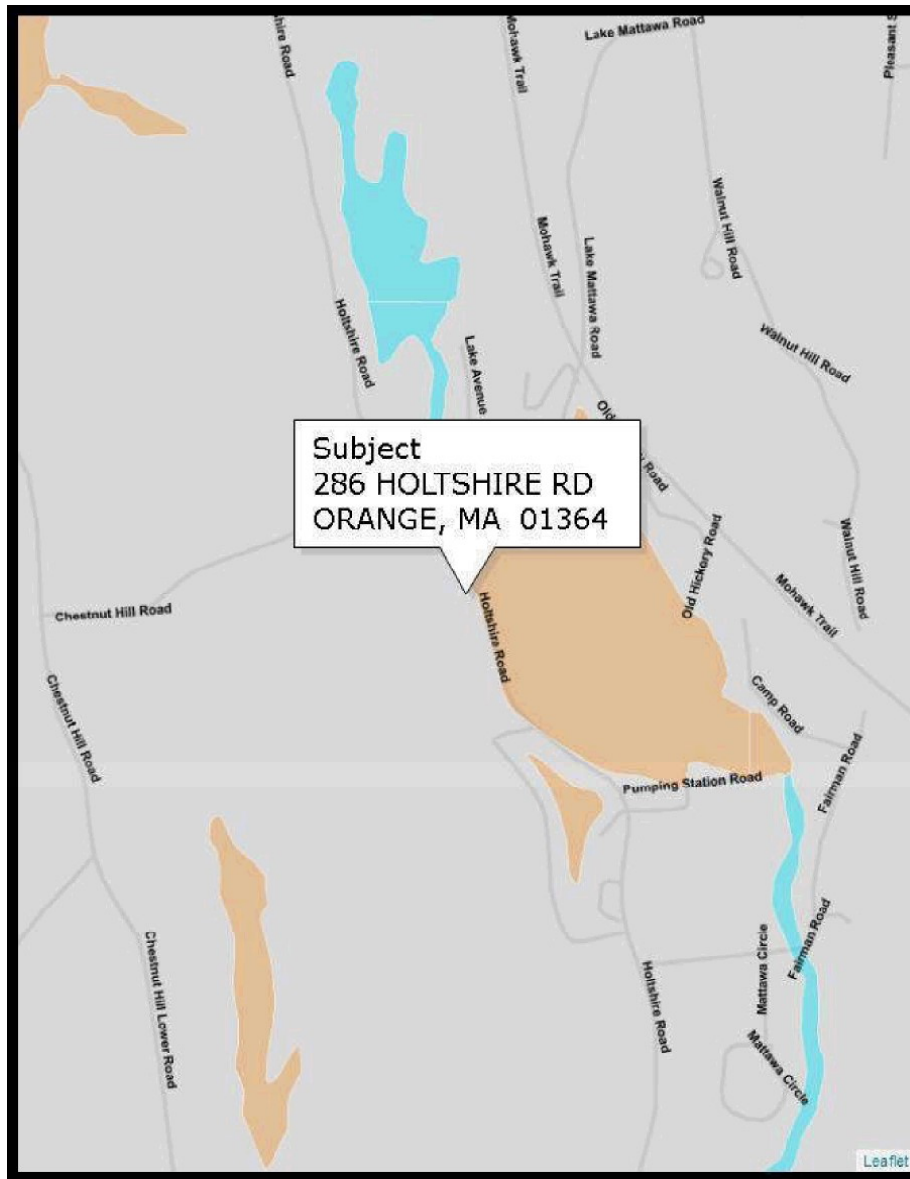 shire Road
Mohawk Trail
Lake Mattawa Road
Pleasant S
Walnut Hill Road
Mohawk Trail
Lake Mattawa Road
Holtshire Road
Walnut Hill Road
Lake Avenue
Old
y Road
Subject
286 HOLTSHIRE RD
ORANGE, MA 01364
Old Hickory Road
Walnut Hill Road
Mohawk Trail
Chestnut Hill Road
Holtshire Road
Chestnut Hill Road
Camp Road
Fairman Road
Pumping Station Road
Chestnut Hill Lower Road
Mattawa Circle
Fairman Road
Holtshire Road
Mattawa Circle
Leaflet